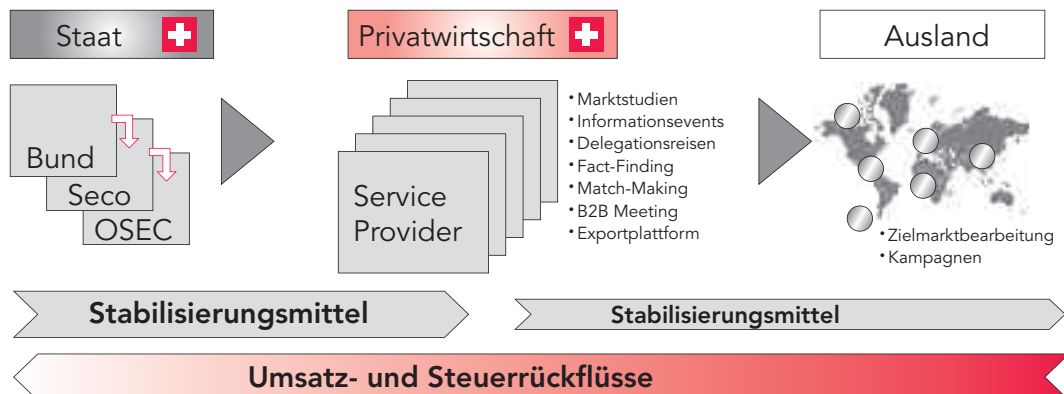 Staat
Privatwirtschaft
Ausland
Bund
Seco
OSEC
Service
Provider
• Marktstudien
• Informationsevents
• Delegationsreisen
• Fact-Finding
• Match-Making
• B2B Meeting
• Exportplattform
• Zielmarktbearbeitung
• Kampagnen
Stabilisierungsmittel
Stabilisierungsmittel
Umsatz- und Steuerrückflüsse